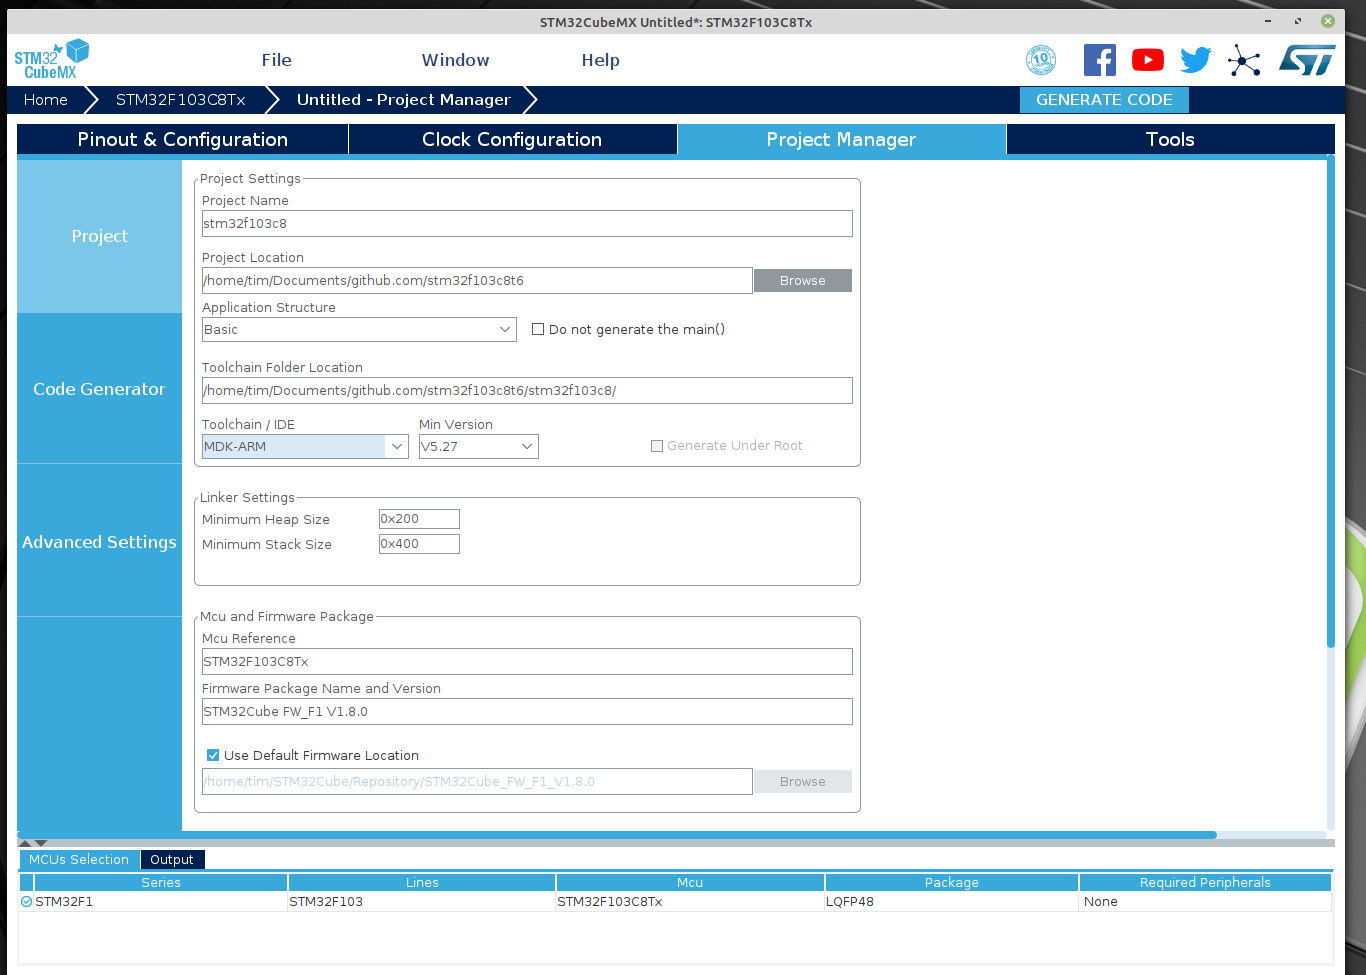 STM32CubeMX Untitled*: STM32F103C8Tx
STM32
CubeMX
File
Window
Help
10
Home
STM32F103C8Tx
Untitled - Project Manager
GENERATE CODE
Pinout & Configuration
Clock Configuration
Project Manager
Tools
Project
Code Generator
Advanced Settings
Project Settings
Project Name
stm32f103c8
Project Location
/home/tim/Documents/github.com/stm32f103c8t6
Browse
Application Structure
Basic
Do not generate the main()
Toolchain Folder Location
/home/tim/Documents/github.com/stm32f103c8t6/stm32f103c8/
Toolchain / IDE
Min Version
MDK-ARM
V5.27
Generate Under Root
Linker Settings
Minimum Heap Size
0x200
Minimum Stack Size
0x400
Mcu and Firmware Package
Mcu Reference
STM32F103C8Tx
Firmware Package Name and Version
STM32Cube FW_F1 V1.8.0
Use Default Firmware Location
/home/tim/STM32Cube/Repository/STM32Cube_FW_F1_V1.8.0
Browse
MCUs Selection
Output
Series
Lines
Mcu
Package
Required Peripherals
STM32F1
STM32F103
STM32F103C8Tx
LQFP48
None